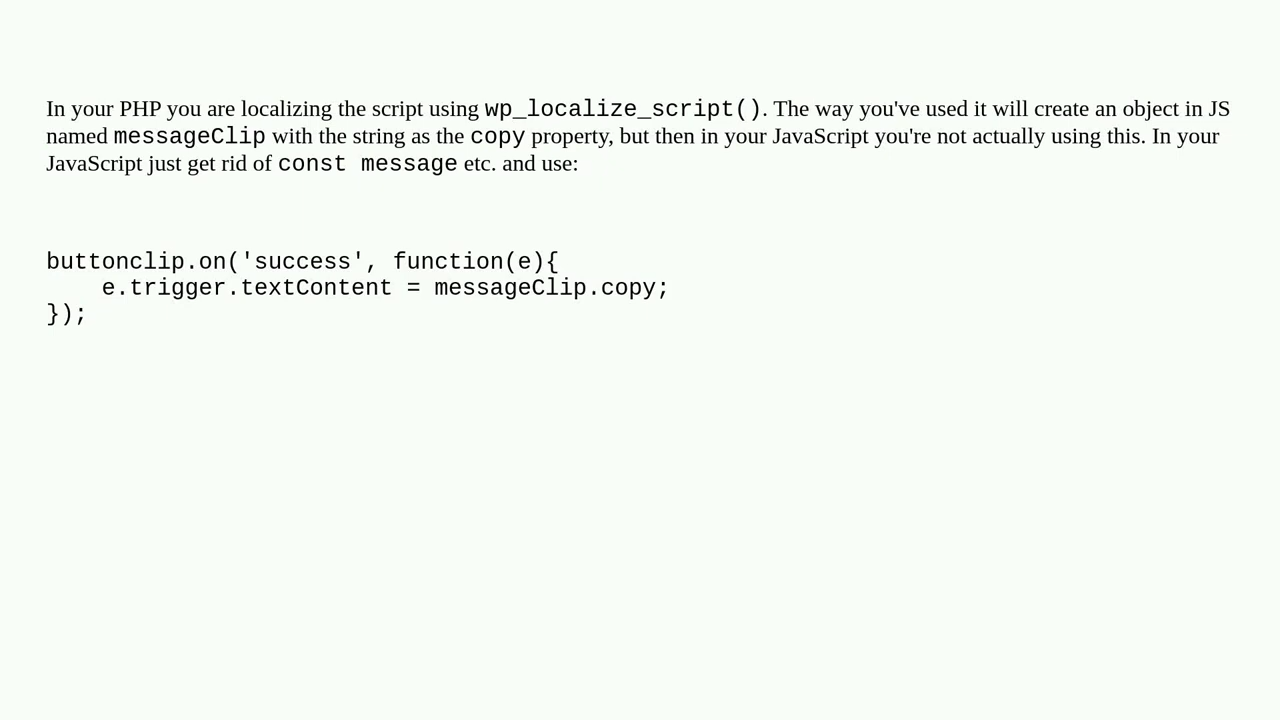 In your PHP you are localizing the script using wp_localize_script(). The way you've used it will create an object in JS
named messageClip with the string as the copy property, but then in your JavaScript you're not actually using this. In your
JavaScript just get rid of const message etc. and use:
buttonclip.on('success', function(e){
    e.trigger.textContent = messageClip.copy;
});